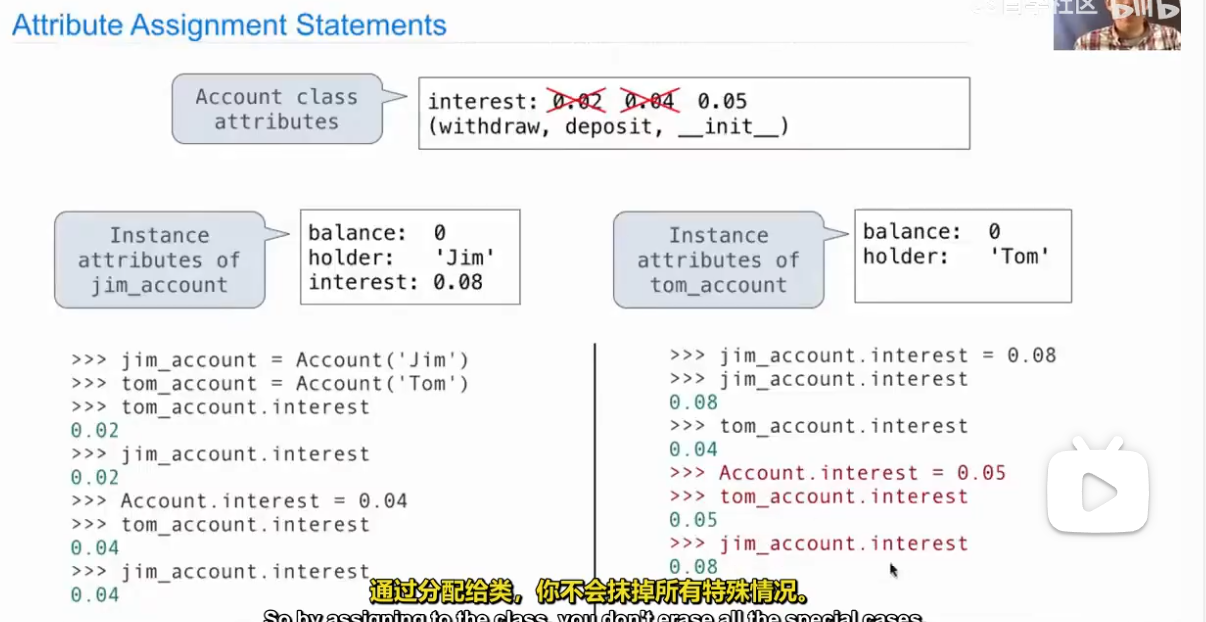 Attribute Assignment Statements
Account class
attributes
interest: 0.02 0.04 0.05
(withdraw, deposit, __init__)
Instance
attributes of
jim_account
balance: 0
holder: 'Jim'
interest: 0.08
Instance
attributes of
tom_account
balance: 0
holder: 'Tom'
>>> jim_account = Account('Jim')
>>> tom_account = Account('Tom')
>>> tom_account.interest
0.02
>>> jim_account.interest
0.02
>>> Account.interest = 0.04
>>> tom_account.interest
0.04
>>> jim_account.interest
0.04
>>> jim_account.interest = 0.08
>>> jim_account.interest
0.08
>>> tom_account.interest
0.04
>>> Account.interest = 0.05
>>> tom_account.interest
0.05
>>> jim_account.interest
0.08
通过分配给类，你不会抹掉所有特殊情况。
So by assigning to the class, you don't erase all the special cases